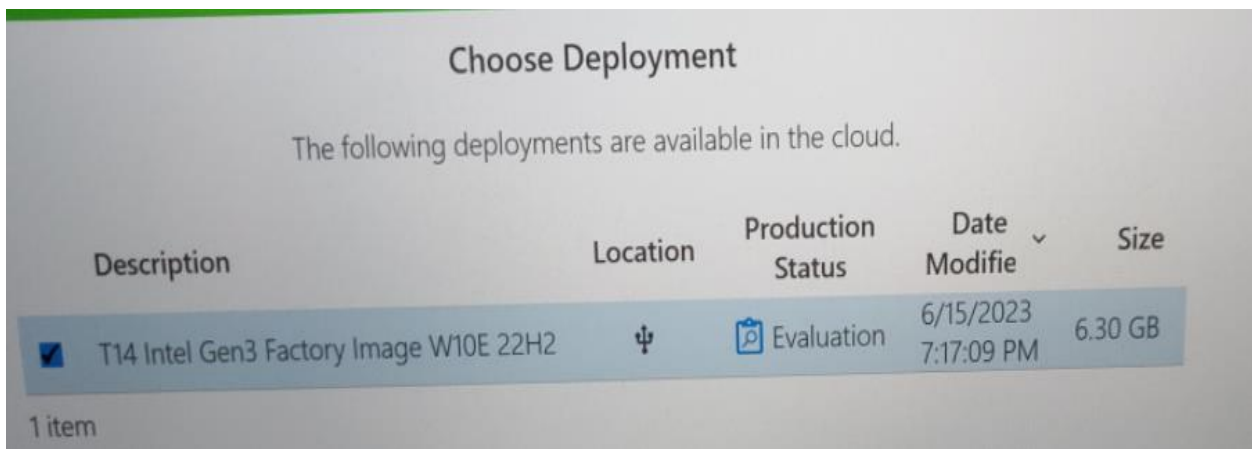 Choose Deployment
The following deployments are available in the cloud.
Description Location Production Status Date Modifie Size
T14 Intel Gen3 Factory Image W10E 22H2 Evaluation 6/15/2023 7:17:09 PM 6.30 GB
1 item